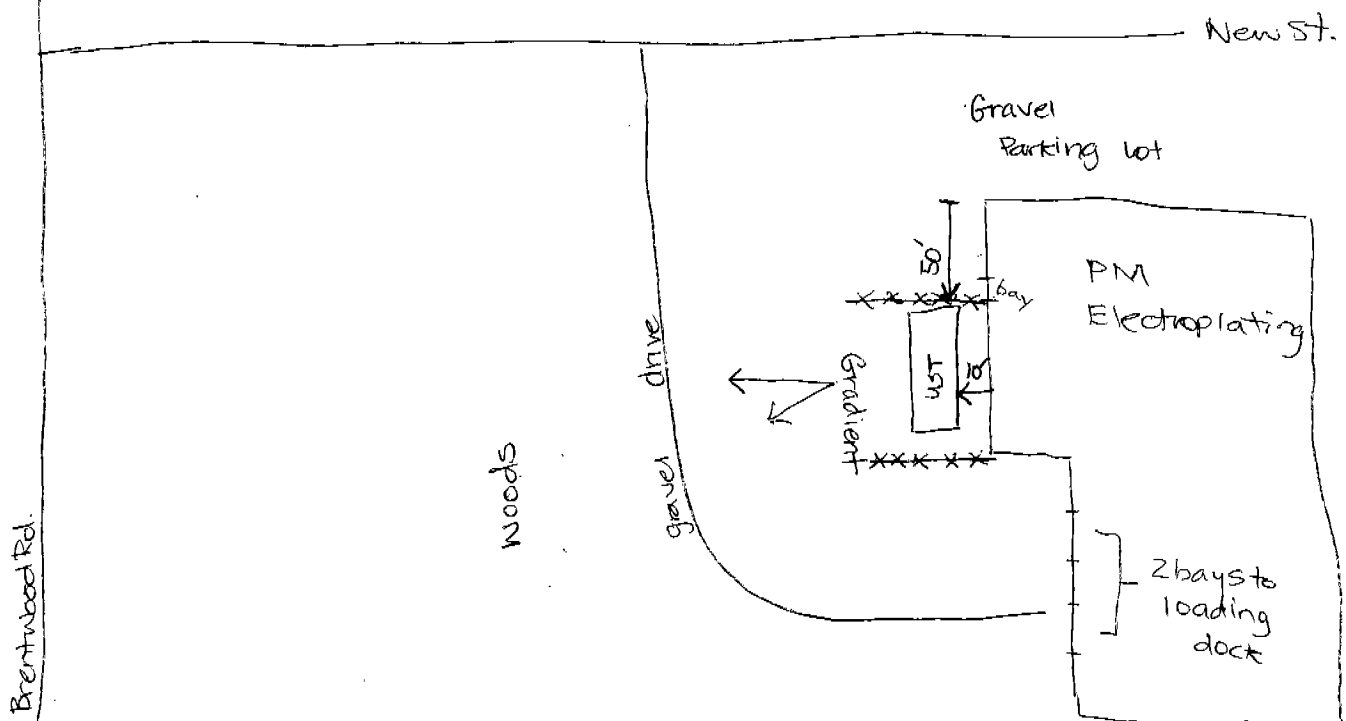 New St.
Gravel
Parking Lot
50'
bay
PM
Electroplating
UST
Gradient
drive
gravel
Woods
2 bays to
loading
dock
Brentwood Rd.